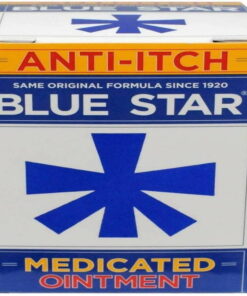 ANTI-ITCH
SAME ORIGINAL FORMULA SINCE 1920
BLUE STAR®
MEDICATED
OINTMENT